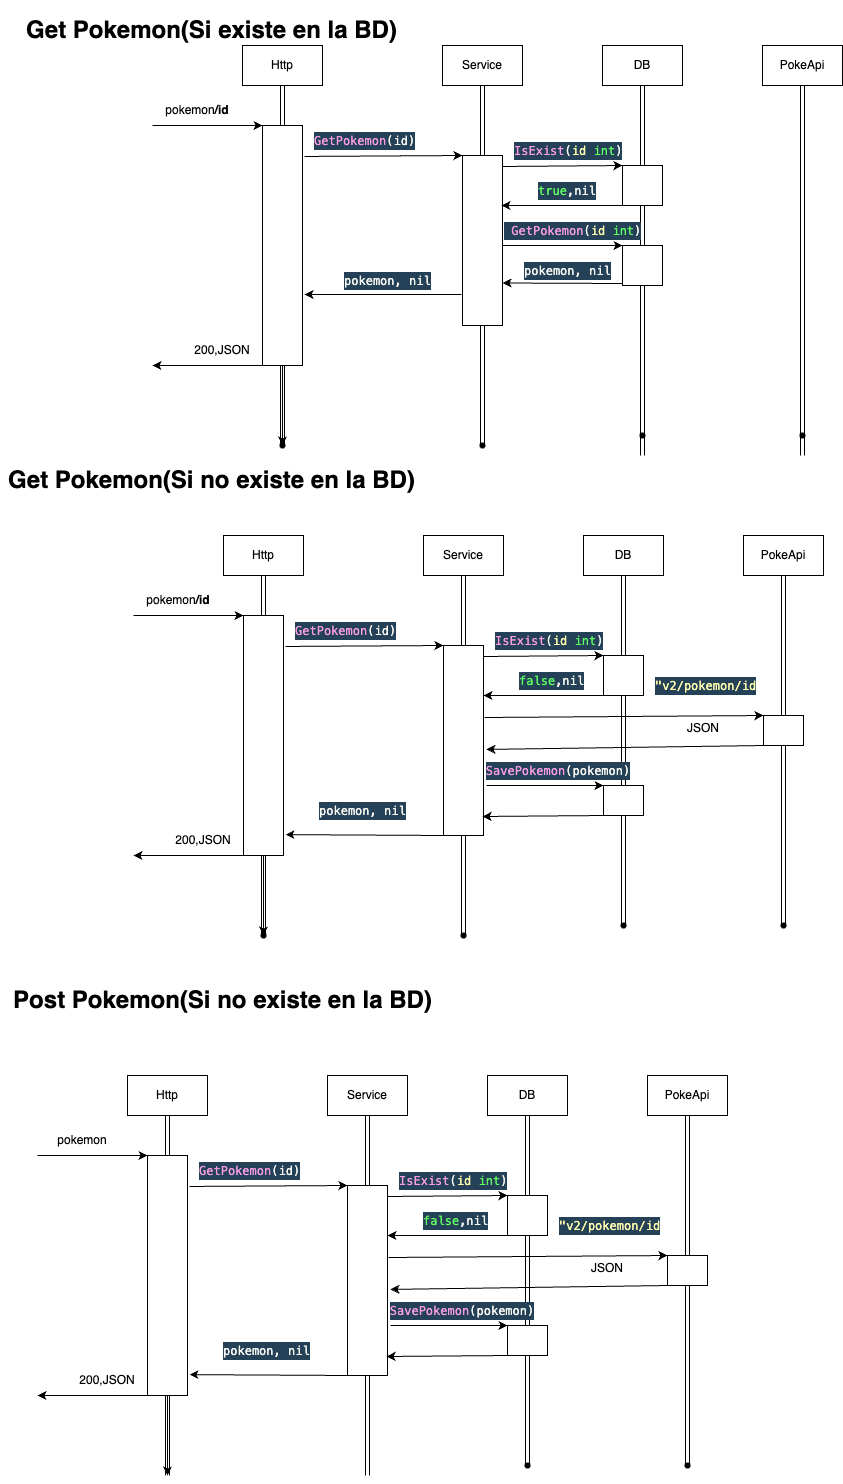 Get Pokemon(Si existe en la BD)
Http
Service
DB
PokeApi
pokemon/id
GetPokemon(id)
IsExist(id int)
true,nil
GetPokemon(id int)
pokemon, nil
pokemon, nil
200,JSON
Get Pokemon(Si no existe en la BD)
Http
Service
DB
PokeApi
pokemon/id
GetPokemon(id)
IsExist(id int)
false,nil
"v2/pokemon/id
JSON
SavePokemon(pokemon)
pokemon, nil
200,JSON
Post Pokemon(Si no existe en la BD)
Http
Service
DB
PokeApi
pokemon
GetPokemon(id)
IsExist(id int)
false,nil
"v2/pokemon/id
JSON
SavePokemon(pokemon)
pokemon, nil
200,JSON